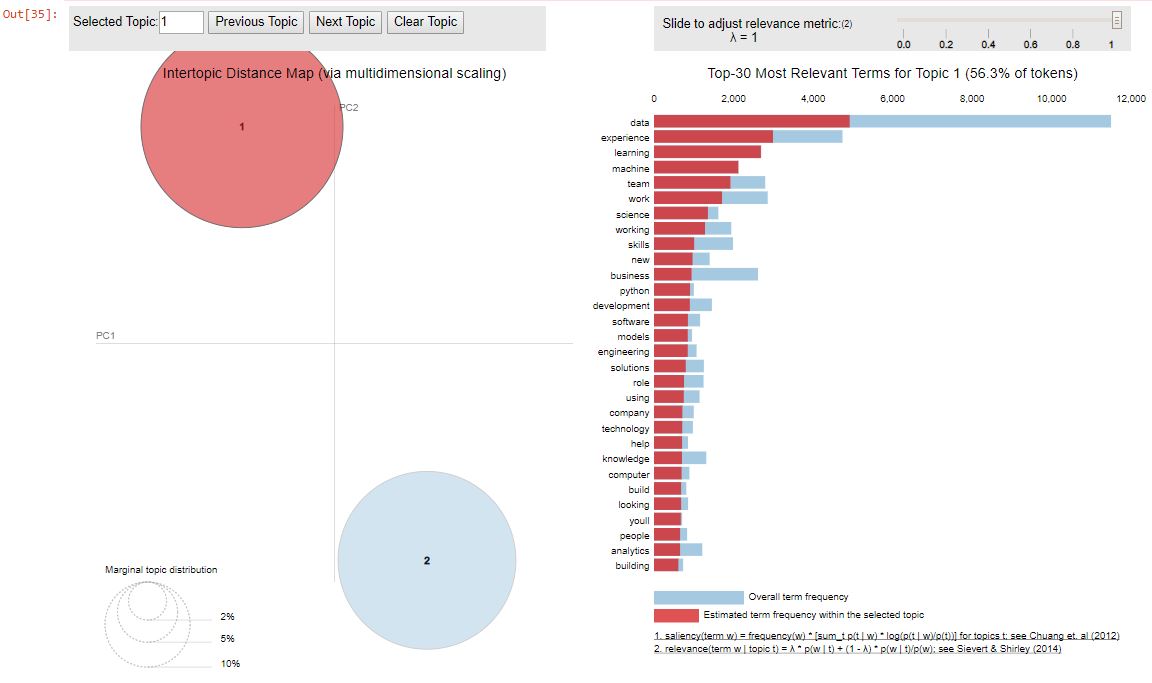 Out[35]:
Selected Topic: 1 Previous Topic Next Topic Clear Topic
Slide to adjust relevance metric:(2)
λ = 1
0.0 0.2 0.4 0.6 0.8 1
Intertopic Distance Map (via multidimensional scaling)
PC2
1
PC1
2
Marginal topic distribution
2%
5%
10%
Top-30 Most Relevant Terms for Topic 1 (56.3% of tokens)
0 2,000 4,000 6,000 8,000 10,000 12,000
data
experience
learning
machine
team
work
science
working
skills
new
business
python
development
software
models
engineering
solutions
role
using
company
technology
help
knowledge
computer
build
looking
youll
people
analytics
building
Overall term frequency
Estimated term frequency within the selected topic
1. saliency(term w) = frequency(w) * [sum_t p(t | w) * log(p(t | w)/p(t))] for topics t; see Chuang et. al (2012)
2. relevance(term w | topic t) = λ * p(w | t) + (1 - λ) * p(w | t)/p(w); see Sievert & Shirley (2014)